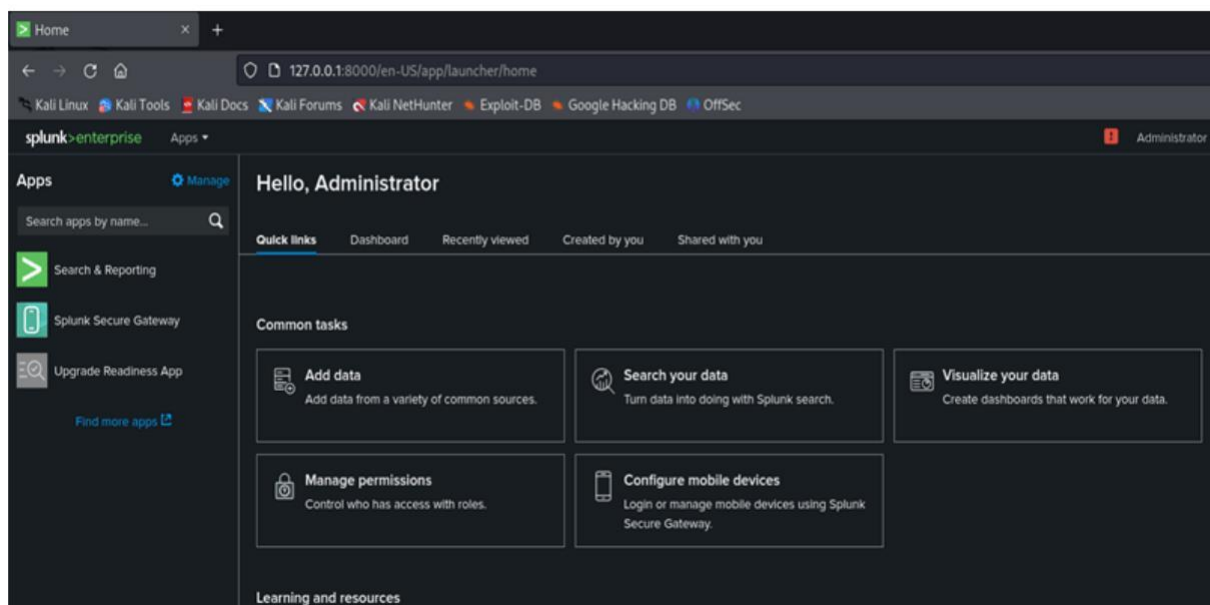 Home
127.0.0.1:8000/en-US/app/launcher/home
Kali Linux Kali Tools Kali Docs Kali Forums Kali NetHunter Exploit-DB Google Hacking DB OffSec
splunk>enterprise Apps
! Administrator
Apps Manage
Search apps by name...
Search & Reporting
Splunk Secure Gateway
Upgrade Readiness App
Find more apps
Hello, Administrator
Quick links Dashboard Recently viewed Created by you Shared with you
Common tasks
Add data
Add data from a variety of common sources.
Search your data
Turn data into doing with Splunk search.
Visualize your data
Create dashboards that work for your data.
Manage permissions
Control who has access with roles.
Configure mobile devices
Login or manage mobile devices using Splunk
Secure Gateway.
Learning and resources